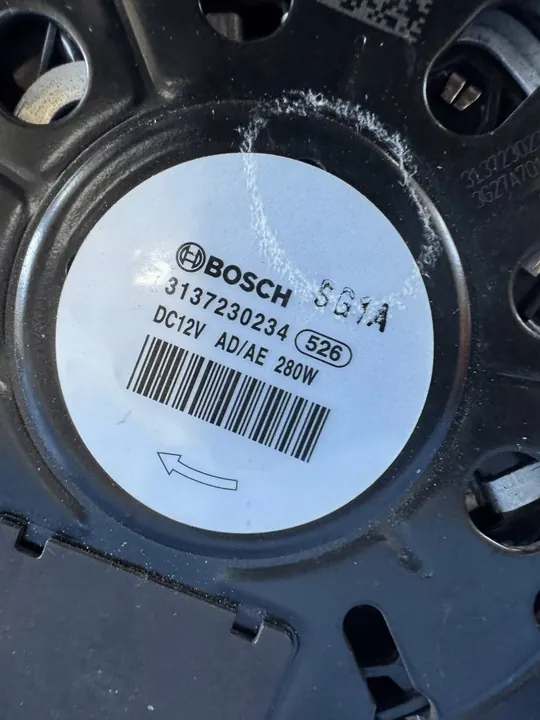 BOSCH SG1A
3137230234 526
DC12V AD/AE 280W